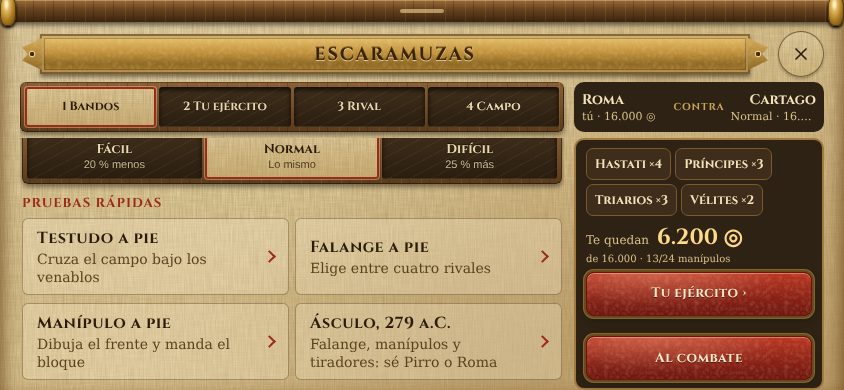 ESCARAMUZAS
×
1 BANDOS
2 TU EJÉRCITO
3 RIVAL
4 CAMPO
ROMA
CONTRA
CARTAGO
tú · 16.000 ◎
Normal · 16....
FÁCIL
20 % menos
NORMAL
Lo mismo
DIFÍCIL
25 % más
PRUEBAS RÁPIDAS
TESTUDO A PIE
Cruza el campo bajo los
venablos
FALANGE A PIE
Elige entre cuatro rivales
MANÍPULO A PIE
Dibuja el frente y manda el
bloque
ÁSCULO, 279 A.C.
Falange, manípulos y
tiradores: sé Pirro o Roma
HASTATI ×4
PRÍNCIPES ×3
TRIARIOS ×3
VÉLITES ×2
Te quedan 6.200 ◎
de 16.000 · 13/24 manípulos
TU EJÉRCITO ›
AL COMBATE